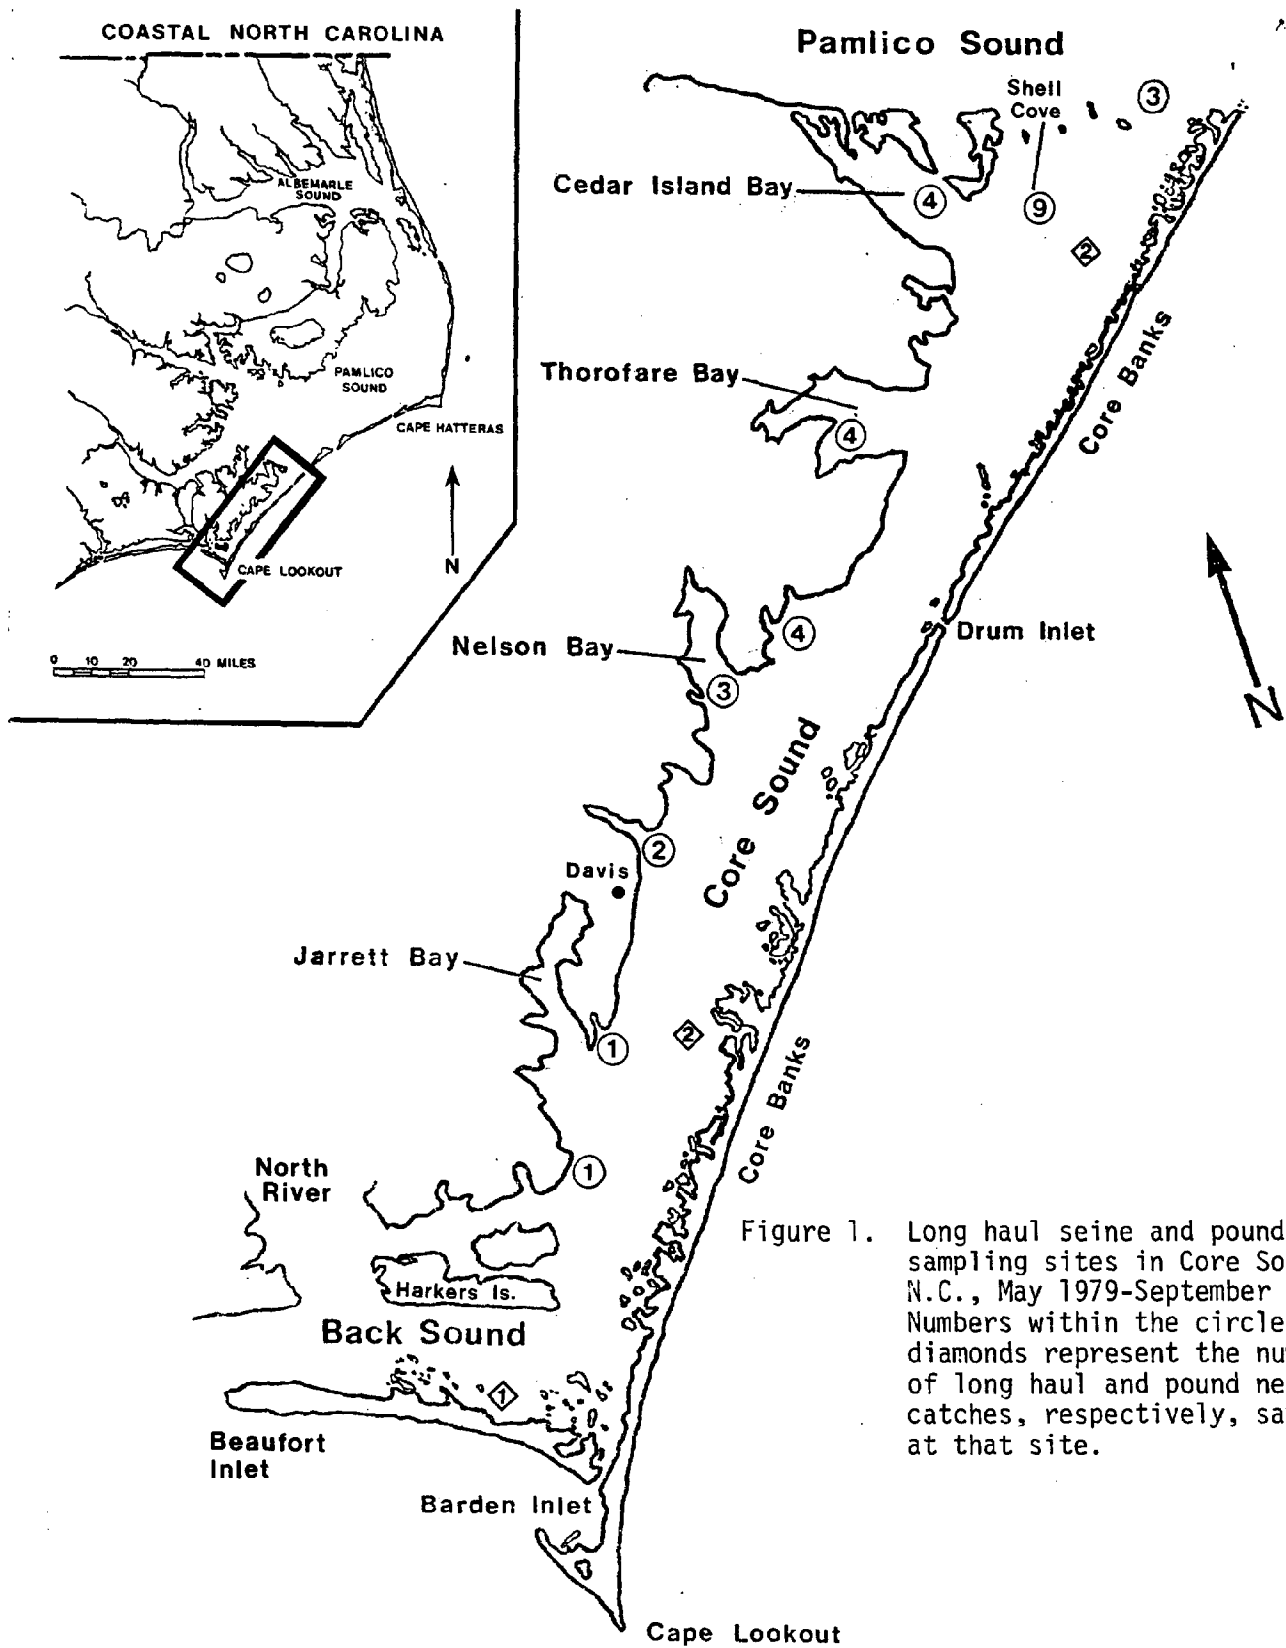 COASTAL NORTH CAROLINA
ALBEMARLE
SOUND
PAMLICO
SOUND
CAPE HATTERAS
CAPE LOOKOUT
N
0 10 20 40 MILES
Pamlico Sound
Shell
Cove
3
Cedar Island Bay
4
9
2
Core Banks
Thorofare Bay
4
N
Drum Inlet
Nelson Bay
4
3
Core Sound
2
Davis
Jarrett Bay
2
1
Core Banks
1
North
River
Harkers Is.
Back Sound
1
Beaufort
Inlet
Barden Inlet
Cape Lookout
Figure 1. Long haul seine and pound
sampling sites in Core So
N.C., May 1979-September
Numbers within the circle
diamonds represent the nu
of long haul and pound ne
catches, respectively, sa
at that site.